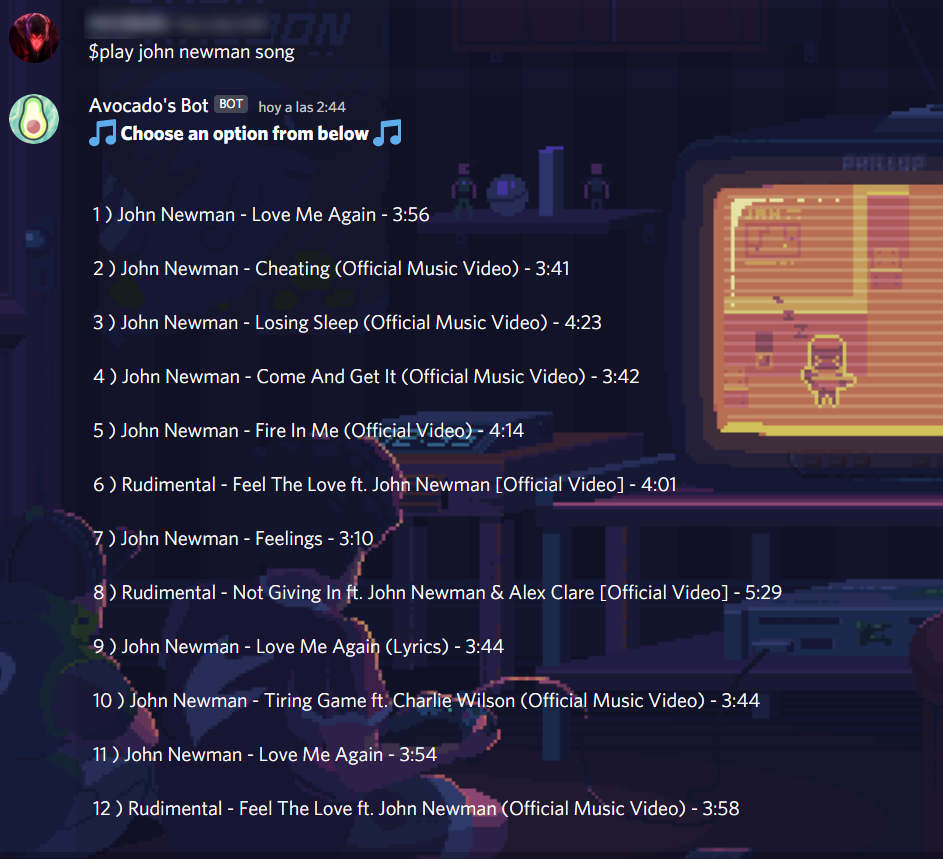 $play john newman song
Avocado's Bot BOT hoy a las 2:44
Choose an option from below
1 ) John Newman - Love Me Again - 3:56
2 ) John Newman - Cheating (Official Music Video) - 3:41
3 ) John Newman - Losing Sleep (Official Music Video) - 4:23
4 ) John Newman - Come And Get It (Official Music Video) - 3:42
5 ) John Newman - Fire In Me (Official Video) - 4:14
6 ) Rudimental - Feel The Love ft. John Newman [Official Video] - 4:01
7 ) John Newman - Feelings - 3:10
8 ) Rudimental - Not Giving In ft. John Newman & Alex Clare [Official Video] - 5:29
9 ) John Newman - Love Me Again (Lyrics) - 3:44
10 ) John Newman - Tiring Game ft. Charlie Wilson (Official Music Video) - 3:44
11 ) John Newman - Love Me Again - 3:54
12 ) Rudimental - Feel The Love ft. John Newman (Official Music Video) - 3:58